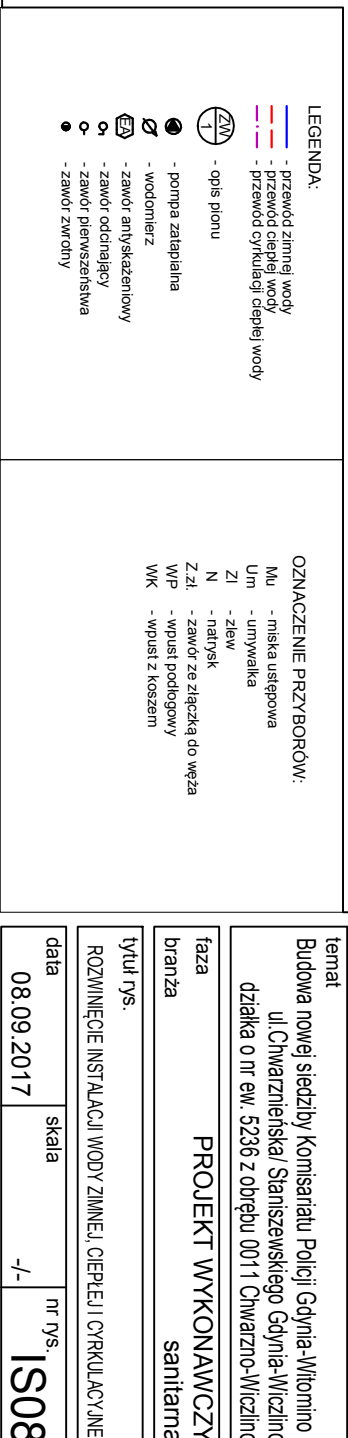 LEGENDA:
- przewód zimnej wody
- przewód ciepłej wody
- przewód cyrkulacji ciepłej wody
ZW
1
- opis pionu
- pompa zatapialna
- wodomierz
EA
- zawór antyskażeniowy
- zawór odcinający
- zawór pierwszeństwa
- zawór zwrotny
OZNACZENIE PRZYBORÓW:
Mu - miska ustępowa
Um - umywalka
Zl - zlew
N - natrysk
Z.zł. - zawór ze złączką do węża
WP - wpust podłogowy
WK - wpust z koszem
temat
Budowa nowej siedziby Komisariatu Policji Gdynia-Witomino
ul.Chwarznieńska/ Staniszewskiego Gdynia-Wiczlino
działka o nr ew. 5236 z obrębu 0011 Chwarzno-Wiczlino
faza PROJEKT WYKONAWCZY
branża sanitarna
tytuł rys.
ROZWINIĘCIE INSTALACJI WODY ZIMNEJ, CIEPŁEJ I CYRKULACYJNE
data skala nr rys.
08.09.2017 -/- IS08